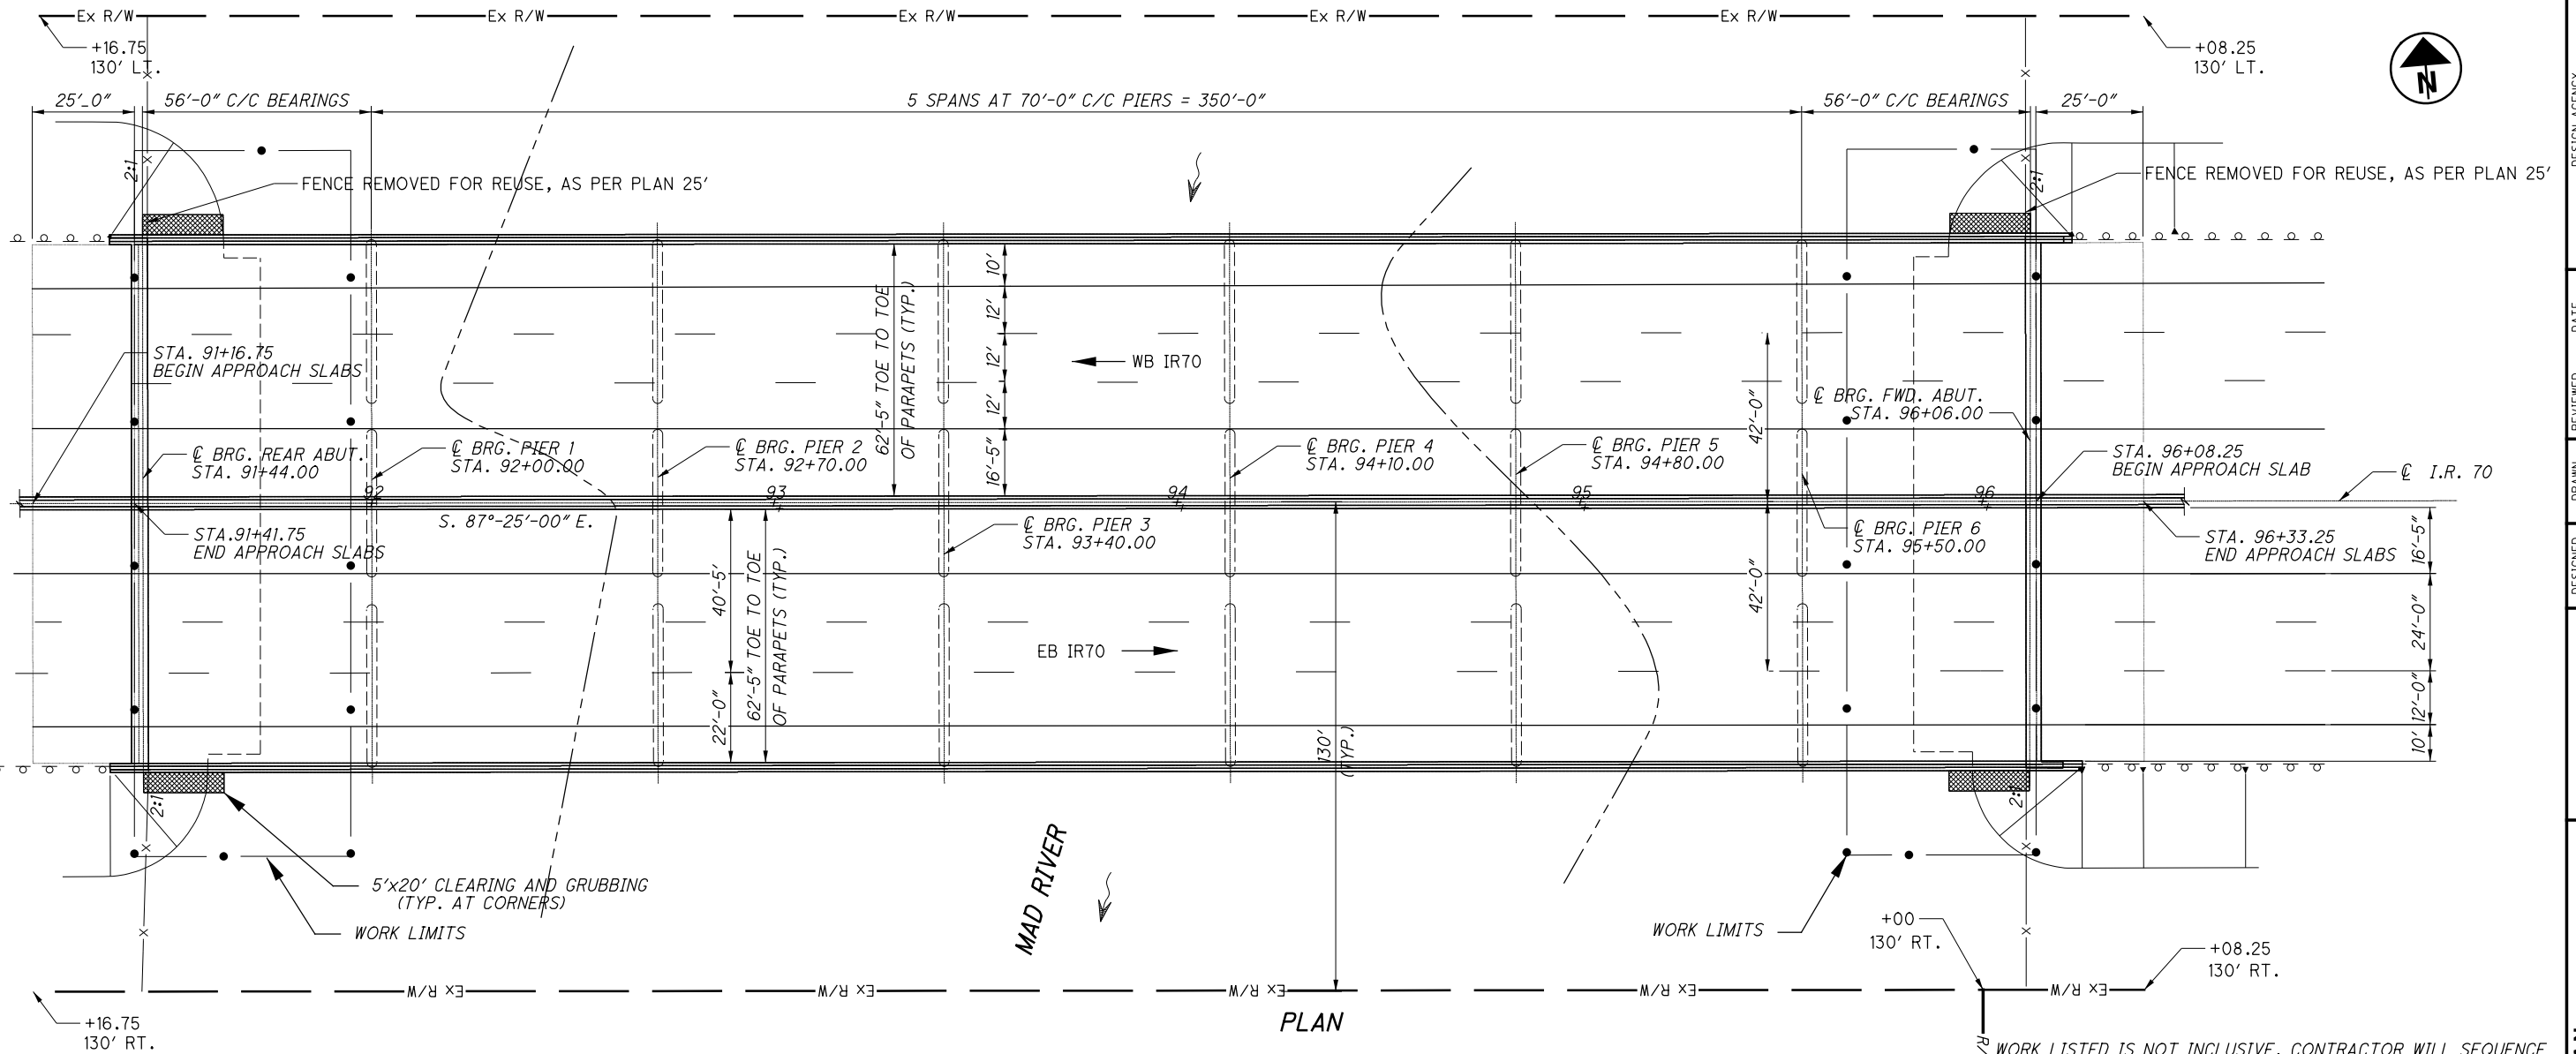 Ex R/W
Ex R/W
Ex R/W
Ex R/W
Ex R/W
+16.75
130' LT.
+08.25
130' LT.
N
25'-0"
56'-0" C/C BEARINGS
5 SPANS AT 70'-0" C/C PIERS = 350'-0"
56'-0" C/C BEARINGS
25'-0"
2:1
FENCE REMOVED FOR REUSE, AS PER PLAN 25'
2:1
FENCE REMOVED FOR REUSE, AS PER PLAN 25'
62'-5" TOE TO TOE
OF PARAPETS (TYP.)
10'
12'
12'
12'
16'-5"
STA. 91+16.75
BEGIN APPROACH SLABS
WB IR70
42'-0"
℄ BRG. FWD. ABUT.
STA. 96+06.00
℄ BRG. REAR ABUT.
STA. 91+44.00
℄ BRG. PIER 1
STA. 92+00.00
℄ BRG. PIER 2
STA. 92+70.00
℄ BRG. PIER 4
STA. 94+10.00
℄ BRG. PIER 5
STA. 94+80.00
STA. 96+08.25
BEGIN APPROACH SLAB
℄ I.R. 70
92
93
94
95
96
S. 87°-25'-00" E.
STA.91+41.75
END APPROACH SLABS
℄ BRG. PIER 3
STA. 93+40.00
℄ BRG. PIER 6
STA. 95+50.00
STA. 96+33.25
END APPROACH SLABS
40'-5'
22'-0"
62'-5" TOE TO TOE
OF PARAPETS (TYP.)
EB IR70
42'-0"
16'-5"
24'-0"
12'-0"
10'
130'
(TYP.)
2:1
2:1
5'x20' CLEARING AND GRUBBING
(TYP. AT CORNERS)
WORK LIMITS
MAD RIVER
WORK LIMITS
+00
130' RT.
+08.25
130' RT.
Ex R/W
Ex R/W
Ex R/W
Ex R/W
Ex R/W
+16.75
130' RT.
PLAN
R/
WORK LISTED IS NOT INCLUSIVE. CONTRACTOR WILL SEQUENCE
DESIGN AGENCY
DATE
REVIEWED
DRAWN
DESIGNED